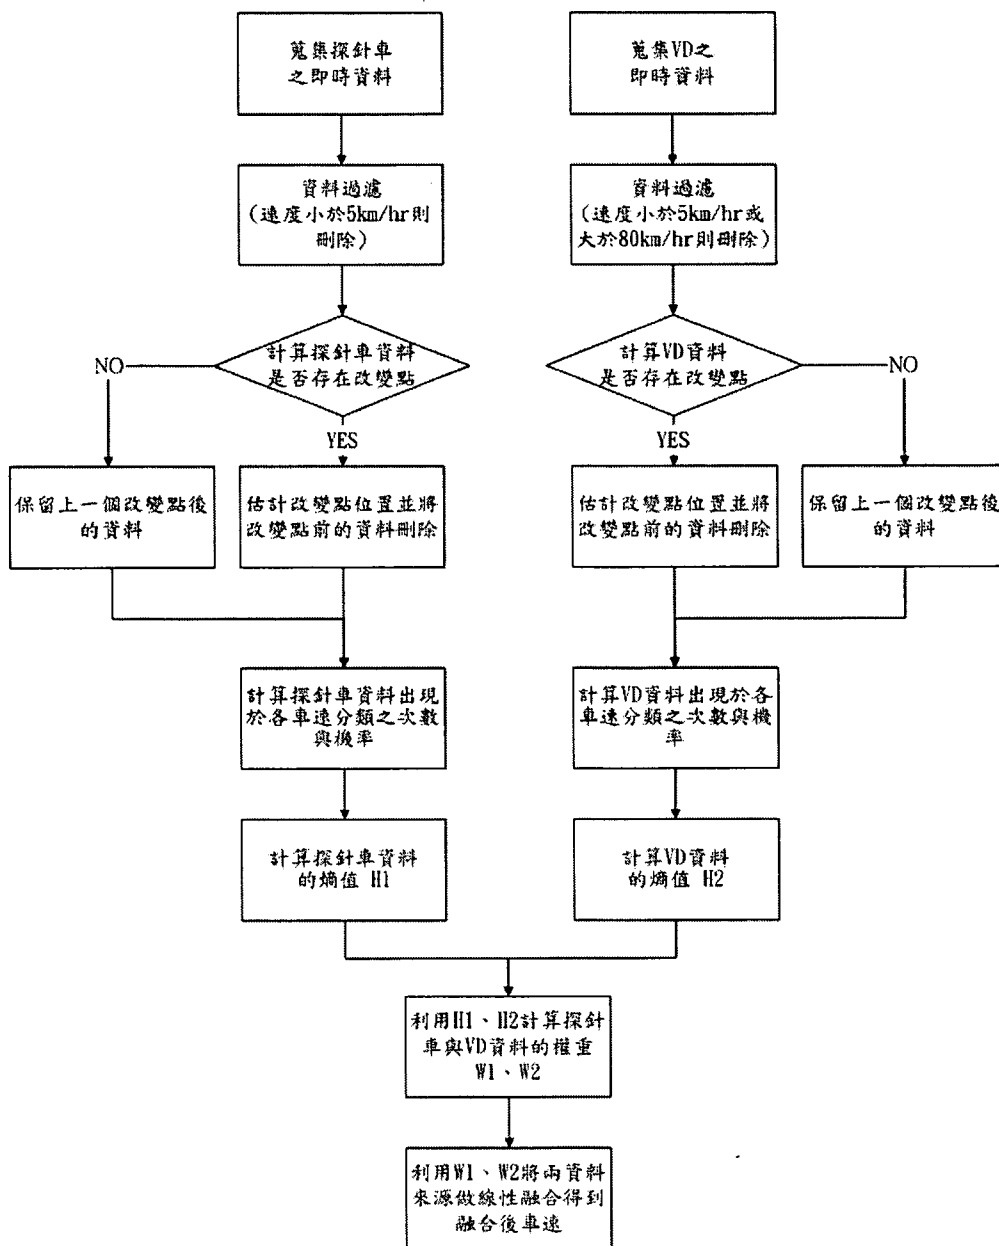 蒐集探針車
之即時資料
蒐集VD之
即時資料
資料過濾
(速度小於5km/hr則
刪除)
資料過濾
(速度小於5km/hr或
大於80km/hr則刪除)
計算探針車資料
是否存在改變點
計算VD資料
是否存在改變點
NO
YES
YES
NO
保留上一個改變點後
的資料
估計改變點位置並將
改變點前的資料刪除
估計改變點位置並將
改變點前的資料刪除
保留上一個改變點後
的資料
計算探針車資料出現
於各車速分類之次數
與機率
計算VD資料出現於各
車速分類之次數與機
率
計算探針車資料
的熵值 H1
計算VD資料
的熵值 H2
利用H1、H2計算探針
車與VD資料的權重
W1、W2
利用W1、W2將兩資料
來源做線性融合得到
融合後車速